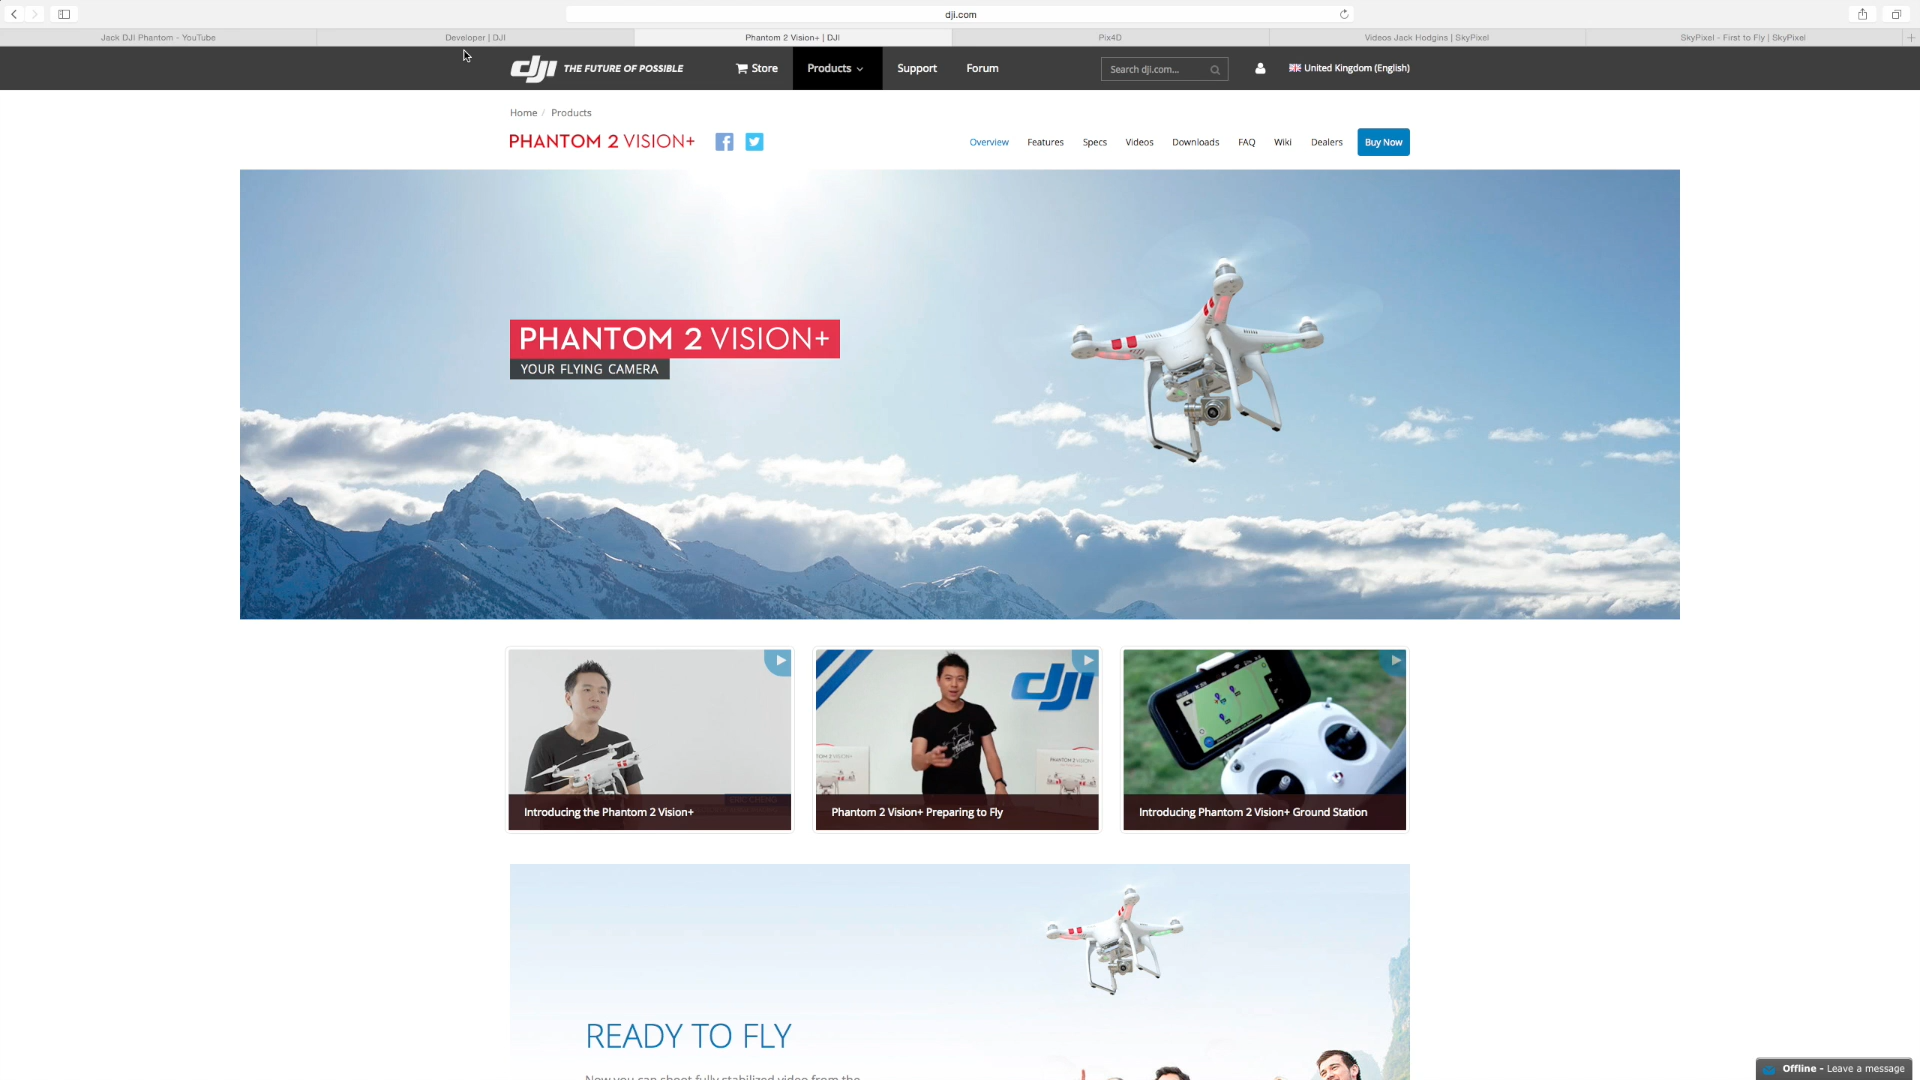 dji.com
Jack DJI Phantom - YouTube
Developer | DJI
Phantom 2 Vision+ | DJI
Pix4D
Videos Jack Hodgins | SkyPixel
SkyPixel - First to Fly | SkyPixel
dji THE FUTURE OF POSSIBLE
Store
Products
Support
Forum
Search dji.com...
United Kingdom (English)
Home / Products
PHANTOM 2 VISION+
Overview
Features
Specs
Videos
Downloads
FAQ
Wiki
Dealers
Buy Now
PHANTOM 2 VISION+
YOUR FLYING CAMERA
dji
Introducing the Phantom 2 Vision+
Phantom 2 Vision+ Preparing to Fly
Introducing Phantom 2 Vision+ Ground Station
READY TO FLY
Now you can shoot fully stabilized video from the
Offline - Leave a message